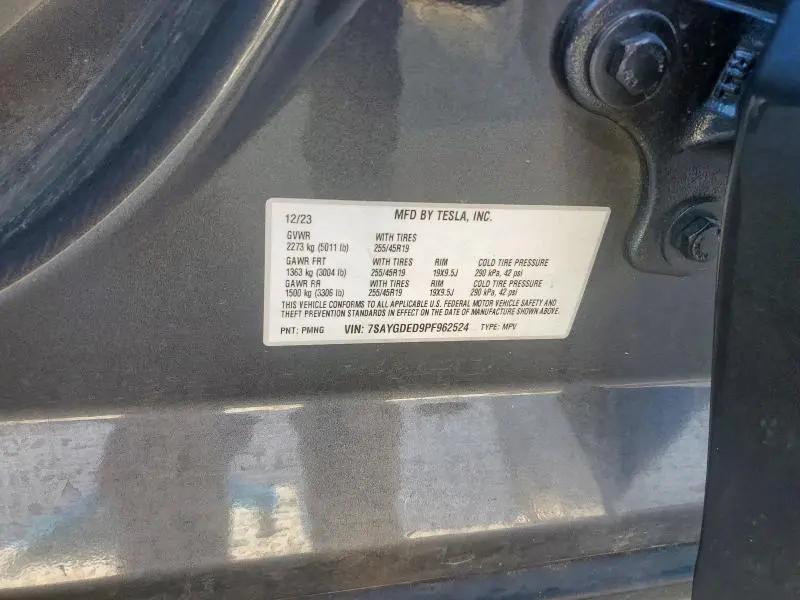 12/23 MFD BY TESLA, INC.
GVWR WITH TIRES
2273 kg (5011 lb) 255/45R19
GAWR FRT WITH TIRES RIM COLD TIRE PRESSURE
1363 kg (3004 lb) 255/45R19 19X9.5J 290 kPa, 42 psi
GAWR RR WITH TIRES RIM COLD TIRE PRESSURE
1500 kg (3306 lb) 255/45R19 19X9.5J 290 kPa, 42 psi
THIS VEHICLE CONFORMS TO ALL APPLICABLE U.S. FEDERAL MOTOR VEHICLE SAFETY AND
THEFT PREVENTION STANDARDS IN EFFECT ON THE DATE OF MANUFACTURE SHOWN ABOVE.
PNT: PMNG VIN: 7SAYGDED9PF962524 TYPE: MPV